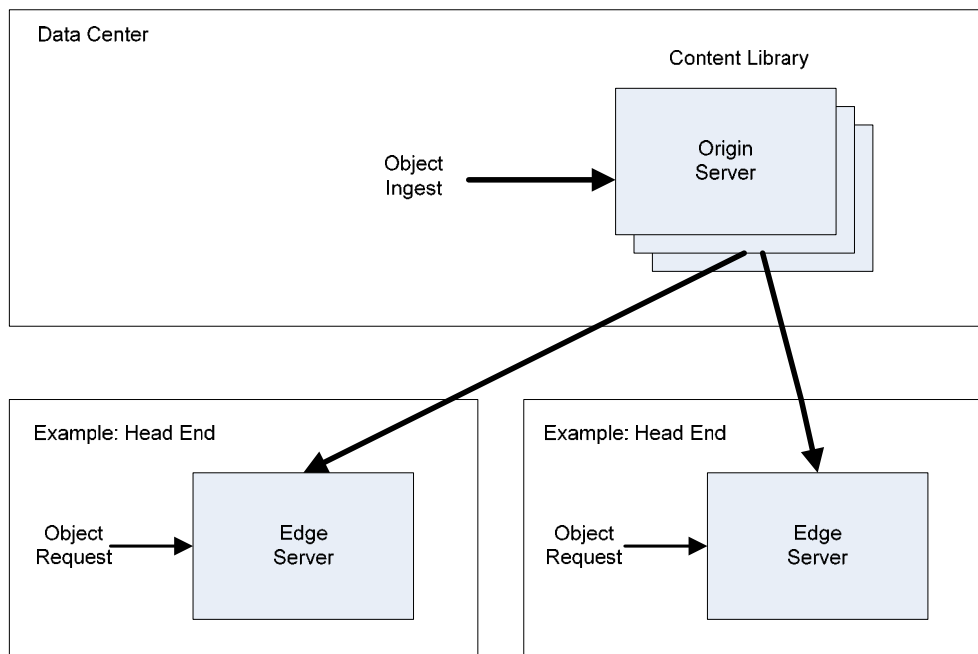 Data Center
Content Library
Origin
Server
Object
Ingest
Example: Head End
Object
Request
Edge
Server
Example: Head End
Object
Request
Edge
Server